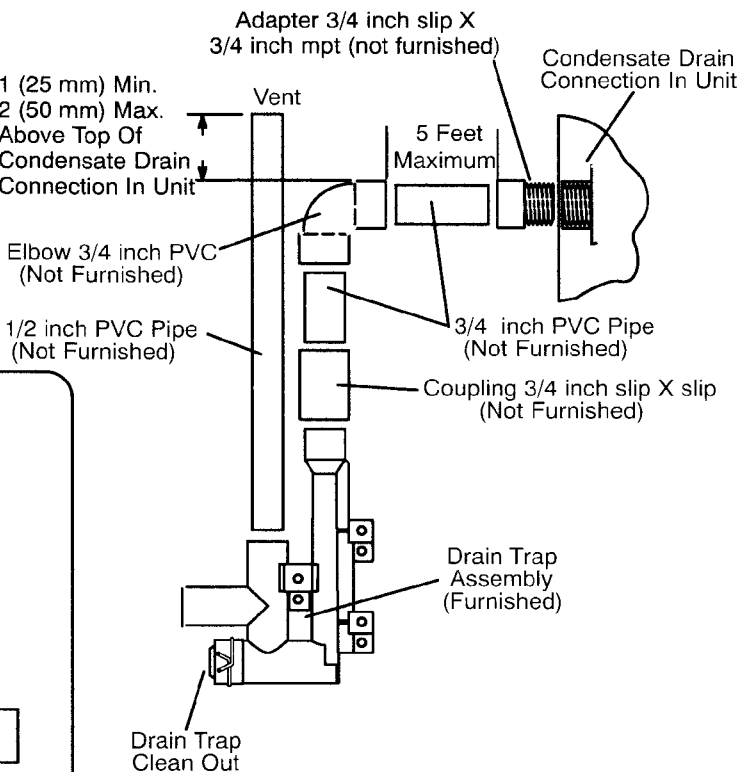 Adapter 3/4 inch slip X
3/4 inch mpt (not furnished)
Condensate Drain
Connection In Unit
1 (25 mm) Min.
2 (50 mm) Max.
Above Top Of
Condensate Drain
Connection In Unit
Vent
5 Feet
Maximum
Elbow 3/4 inch PVC
(Not Furnished)
1/2 inch PVC Pipe
(Not Furnished)
3/4 inch PVC Pipe
(Not Furnished)
Coupling 3/4 inch slip X slip
(Not Furnished)
Drain Trap
Assembly
(Furnished)
Drain Trap
Clean Out